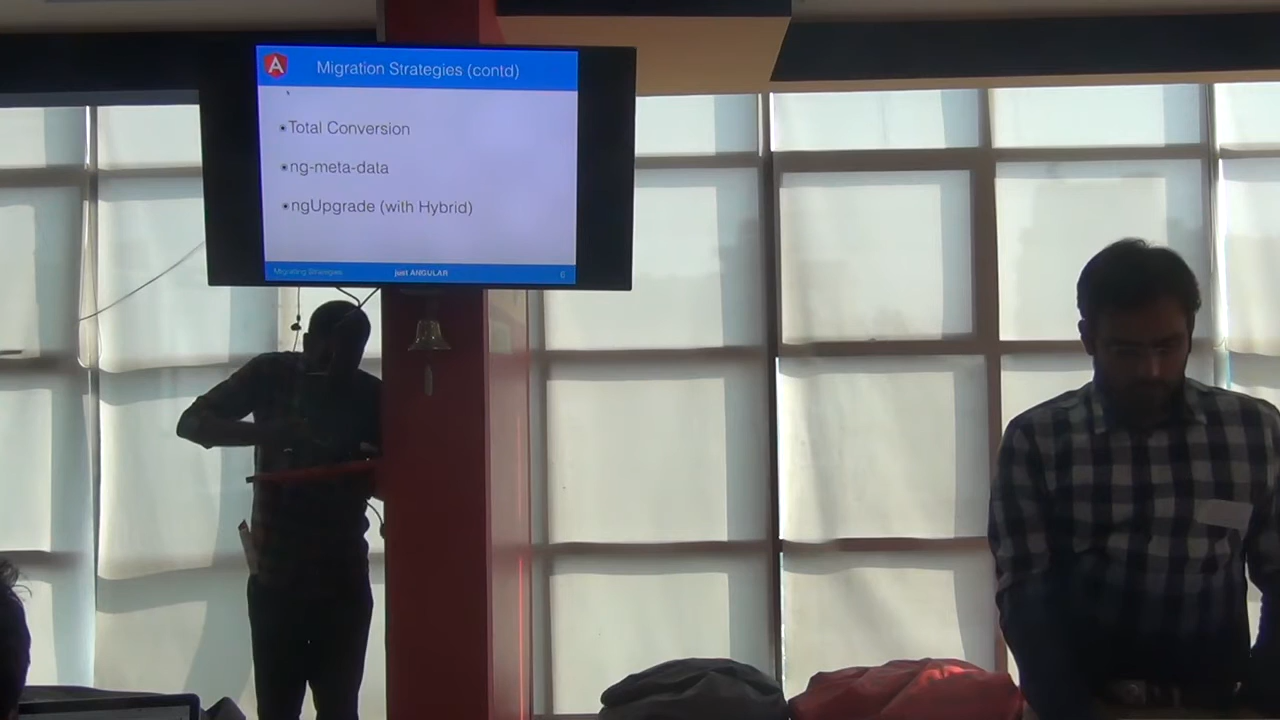 Migration Strategies (contd)
Total Conversion
ng-meta-data
ngUpgrade (with Hybrid)
Migrating Strategies
just ANGULAR
6